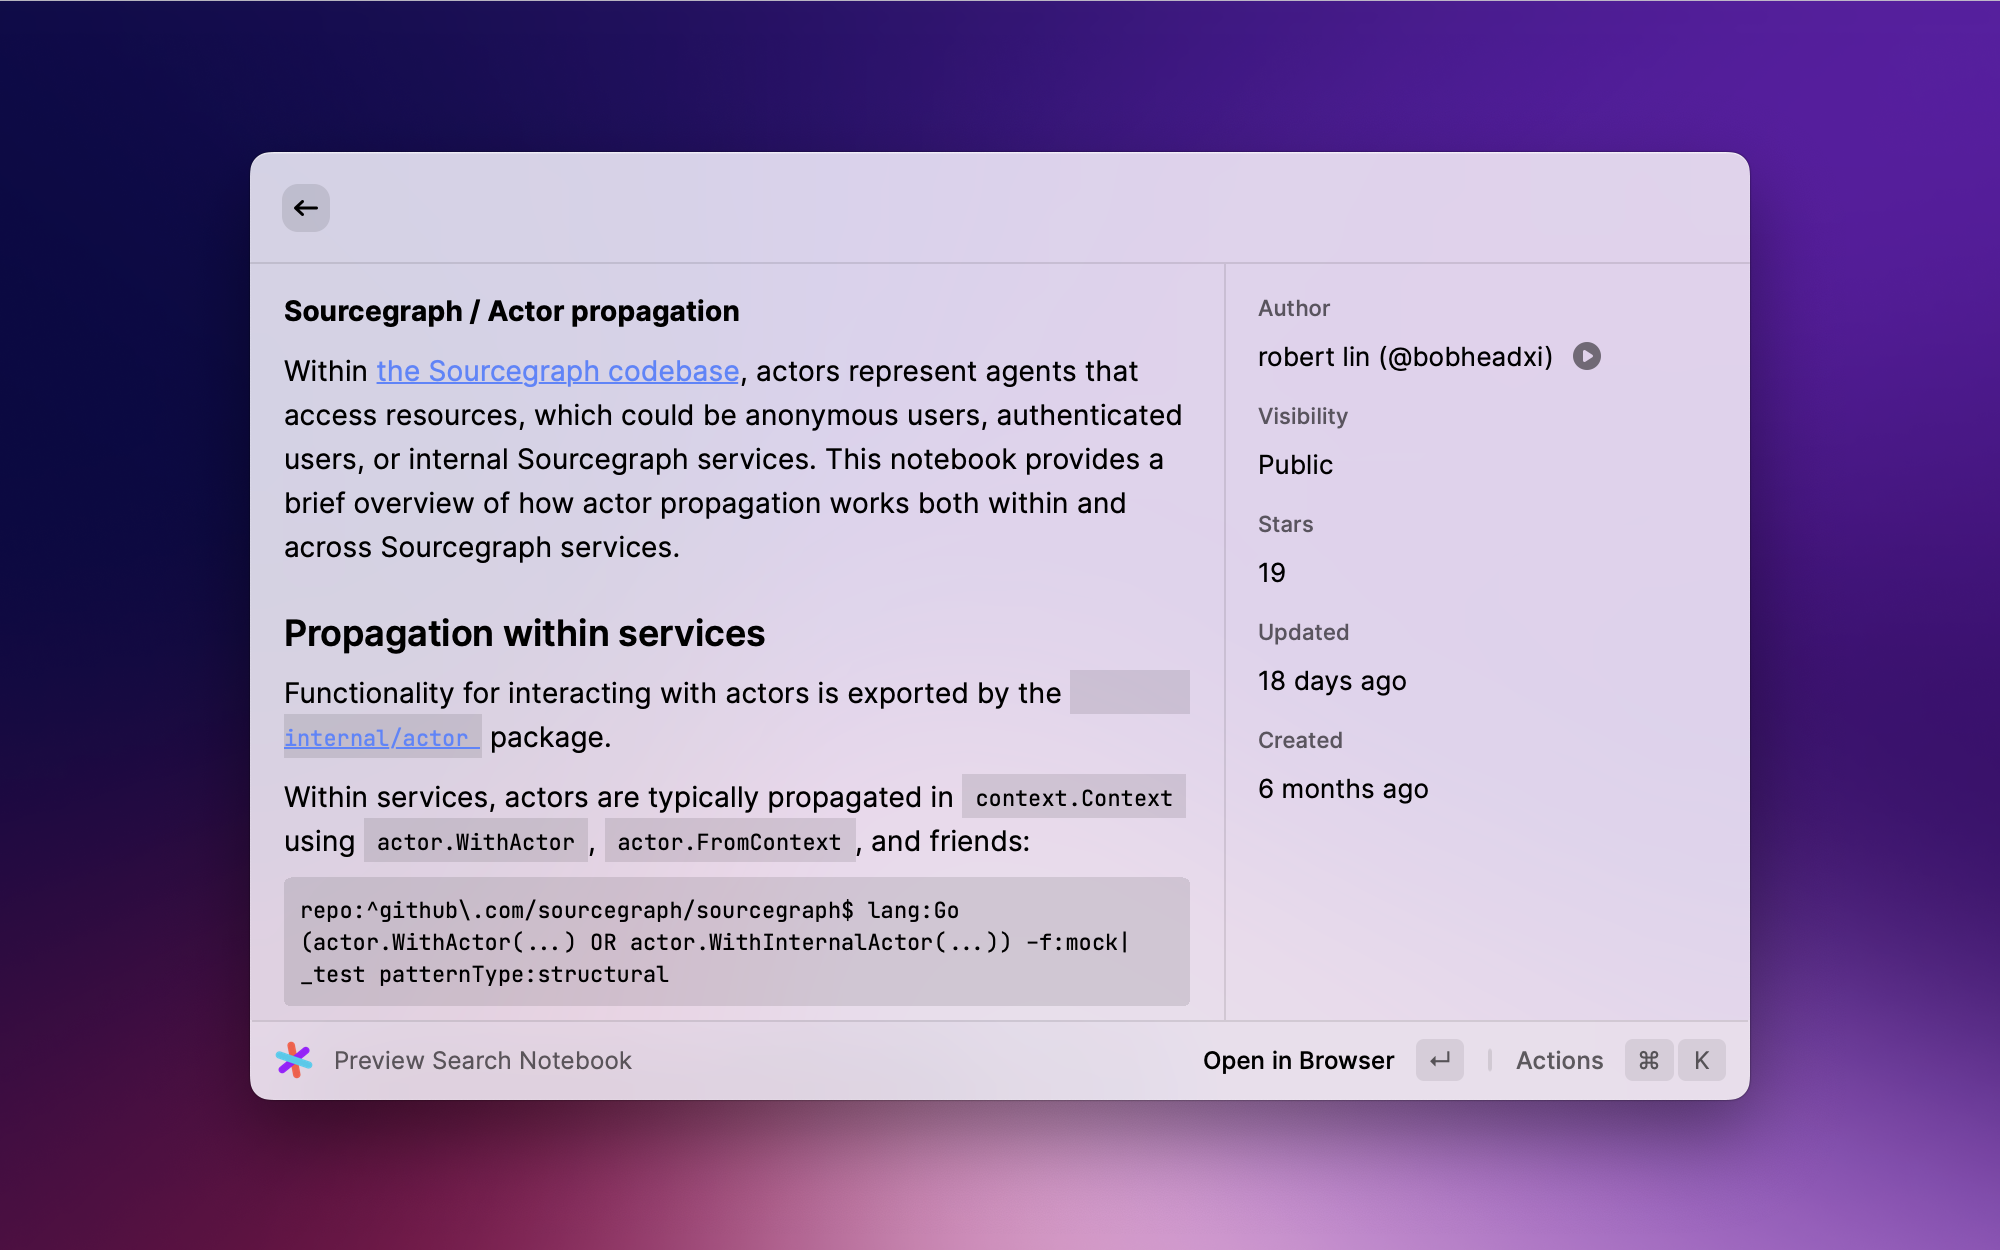 Sourcegraph / Actor propagation
Within the Sourcegraph codebase, actors represent agents that
access resources, which could be anonymous users, authenticated
users, or internal Sourcegraph services. This notebook provides a
brief overview of how actor propagation works both within and
across Sourcegraph services.
Propagation within services
Functionality for interacting with actors is exported by the
internal/actor package.
Within services, actors are typically propagated in context.Context
using actor.WithActor, actor.FromContext, and friends:
repo:^github\.com/sourcegraph/sourcegraph$ lang:Go
(actor.WithActor(...) OR actor.WithInternalActor(...)) -f:mock|
_test patternType:structural
Author
robert lin (@bobheadxi)
Visibility
Public
Stars
19
Updated
18 days ago
Created
6 months ago
Preview Search Notebook
Open in Browser ↵ | Actions ⌘ K